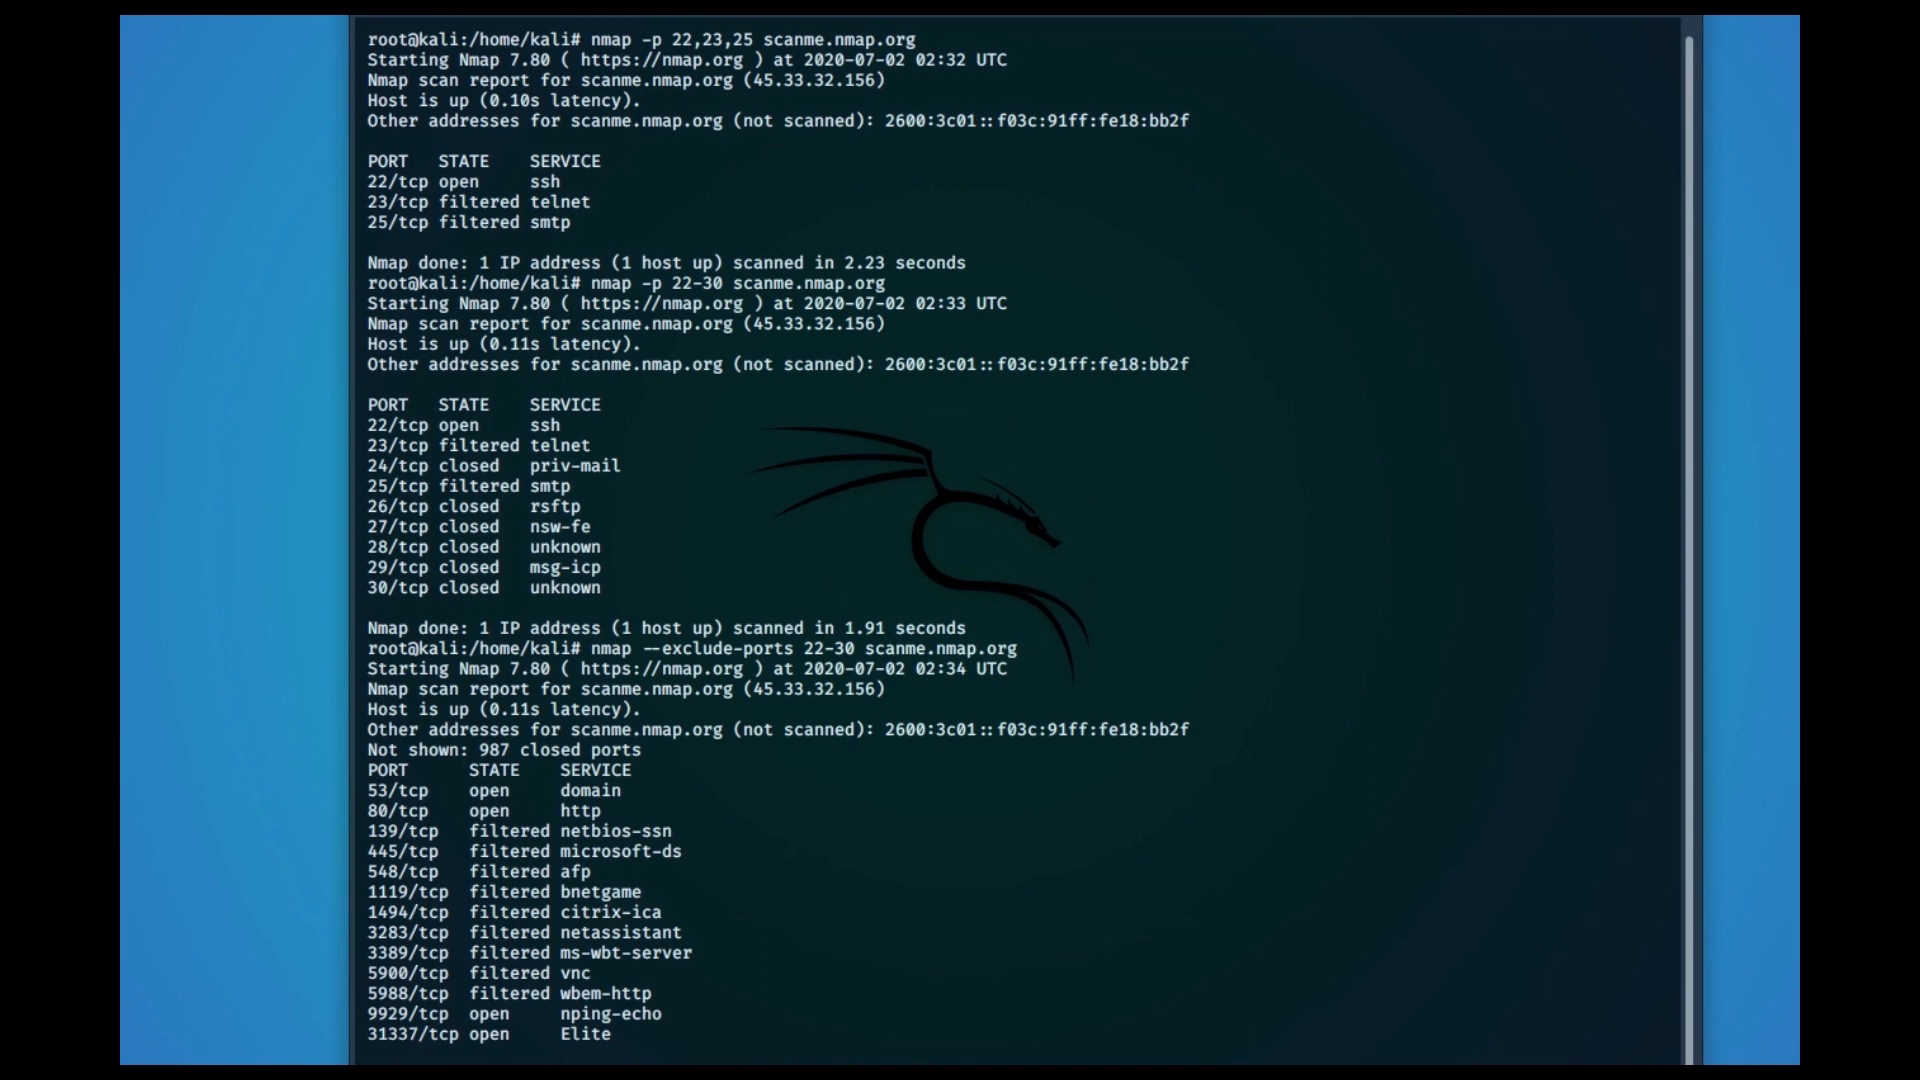 root@kali:/home/kali# nmap -p 22,23,25 scanme.nmap.org
Starting Nmap 7.80 ( https://nmap.org ) at 2020-07-02 02:32 UTC
Nmap scan report for scanme.nmap.org (45.33.32.156)
Host is up (0.10s latency).
Other addresses for scanme.nmap.org (not scanned): 2600:3c01::f03c:91ff:fe18:bb2f

PORT   STATE    SERVICE
22/tcp open     ssh
23/tcp filtered telnet
25/tcp filtered smtp

Nmap done: 1 IP address (1 host up) scanned in 2.23 seconds
root@kali:/home/kali# nmap -p 22-30 scanme.nmap.org
Starting Nmap 7.80 ( https://nmap.org ) at 2020-07-02 02:33 UTC
Nmap scan report for scanme.nmap.org (45.33.32.156)
Host is up (0.11s latency).
Other addresses for scanme.nmap.org (not scanned): 2600:3c01::f03c:91ff:fe18:bb2f

PORT   STATE    SERVICE
22/tcp open     ssh
23/tcp filtered telnet
24/tcp closed   priv-mail
25/tcp filtered smtp
26/tcp closed   rsftp
27/tcp closed   nsw-fe
28/tcp closed   unknown
29/tcp closed   msg-icp
30/tcp closed   unknown

Nmap done: 1 IP address (1 host up) scanned in 1.91 seconds
root@kali:/home/kali# nmap --exclude-ports 22-30 scanme.nmap.org
Starting Nmap 7.80 ( https://nmap.org ) at 2020-07-02 02:34 UTC
Nmap scan report for scanme.nmap.org (45.33.32.156)
Host is up (0.11s latency).
Other addresses for scanme.nmap.org (not scanned): 2600:3c01::f03c:91ff:fe18:bb2f
Not shown: 987 closed ports
PORT      STATE    SERVICE
53/tcp    open     domain
80/tcp    open     http
139/tcp   filtered netbios-ssn
445/tcp   filtered microsoft-ds
548/tcp   filtered afp
1119/tcp  filtered bnetgame
1494/tcp  filtered citrix-ica
3283/tcp  filtered netassistant
3389/tcp  filtered ms-wbt-server
5900/tcp  filtered vnc
5988/tcp  filtered wbem-http
9929/tcp  open     nping-echo
31337/tcp open     Elite